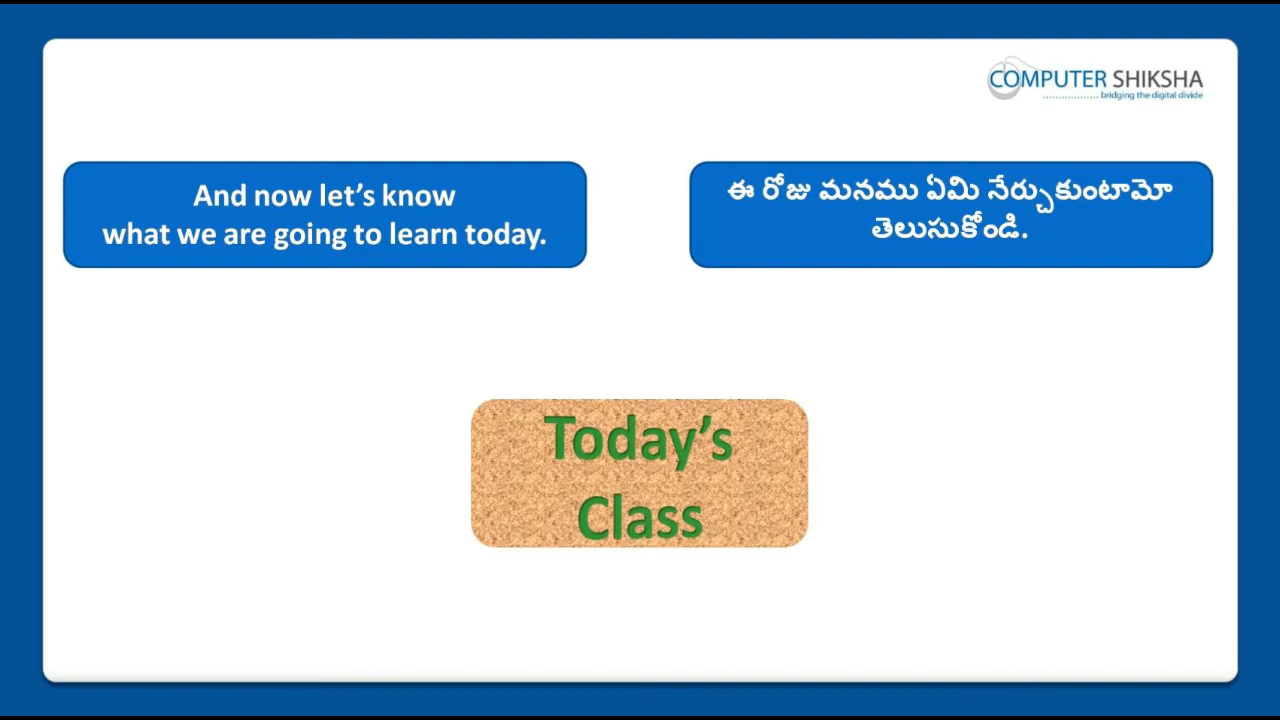 COMPUTER SHIKSHA
bridging the digital divide
And now let's know
what we are going to learn today.
ఈ రోజు మనము ఏమి నేర్చుకుంటామో
తెలుసుకోండి.
Today's
Class